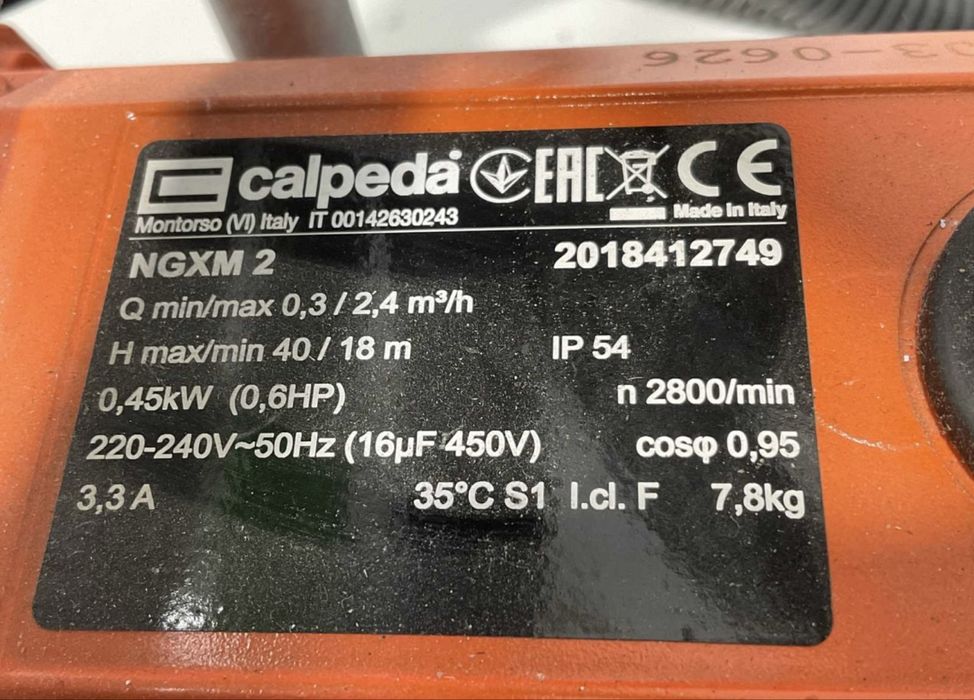 03-0626
calpeda EAC CE
Montorso (VI) Italy IT 00142630243
Made in Italy
NGXM 2 2018412749
Q min/max 0,3 / 2,4 m³/h
H max/min 40 / 18 m IP 54
0,45kW (0,6HP) n 2800/min
220-240V~50Hz (16µF 450V) cosφ 0,95
3,3 A 35°C S1 I.cl. F 7,8kg